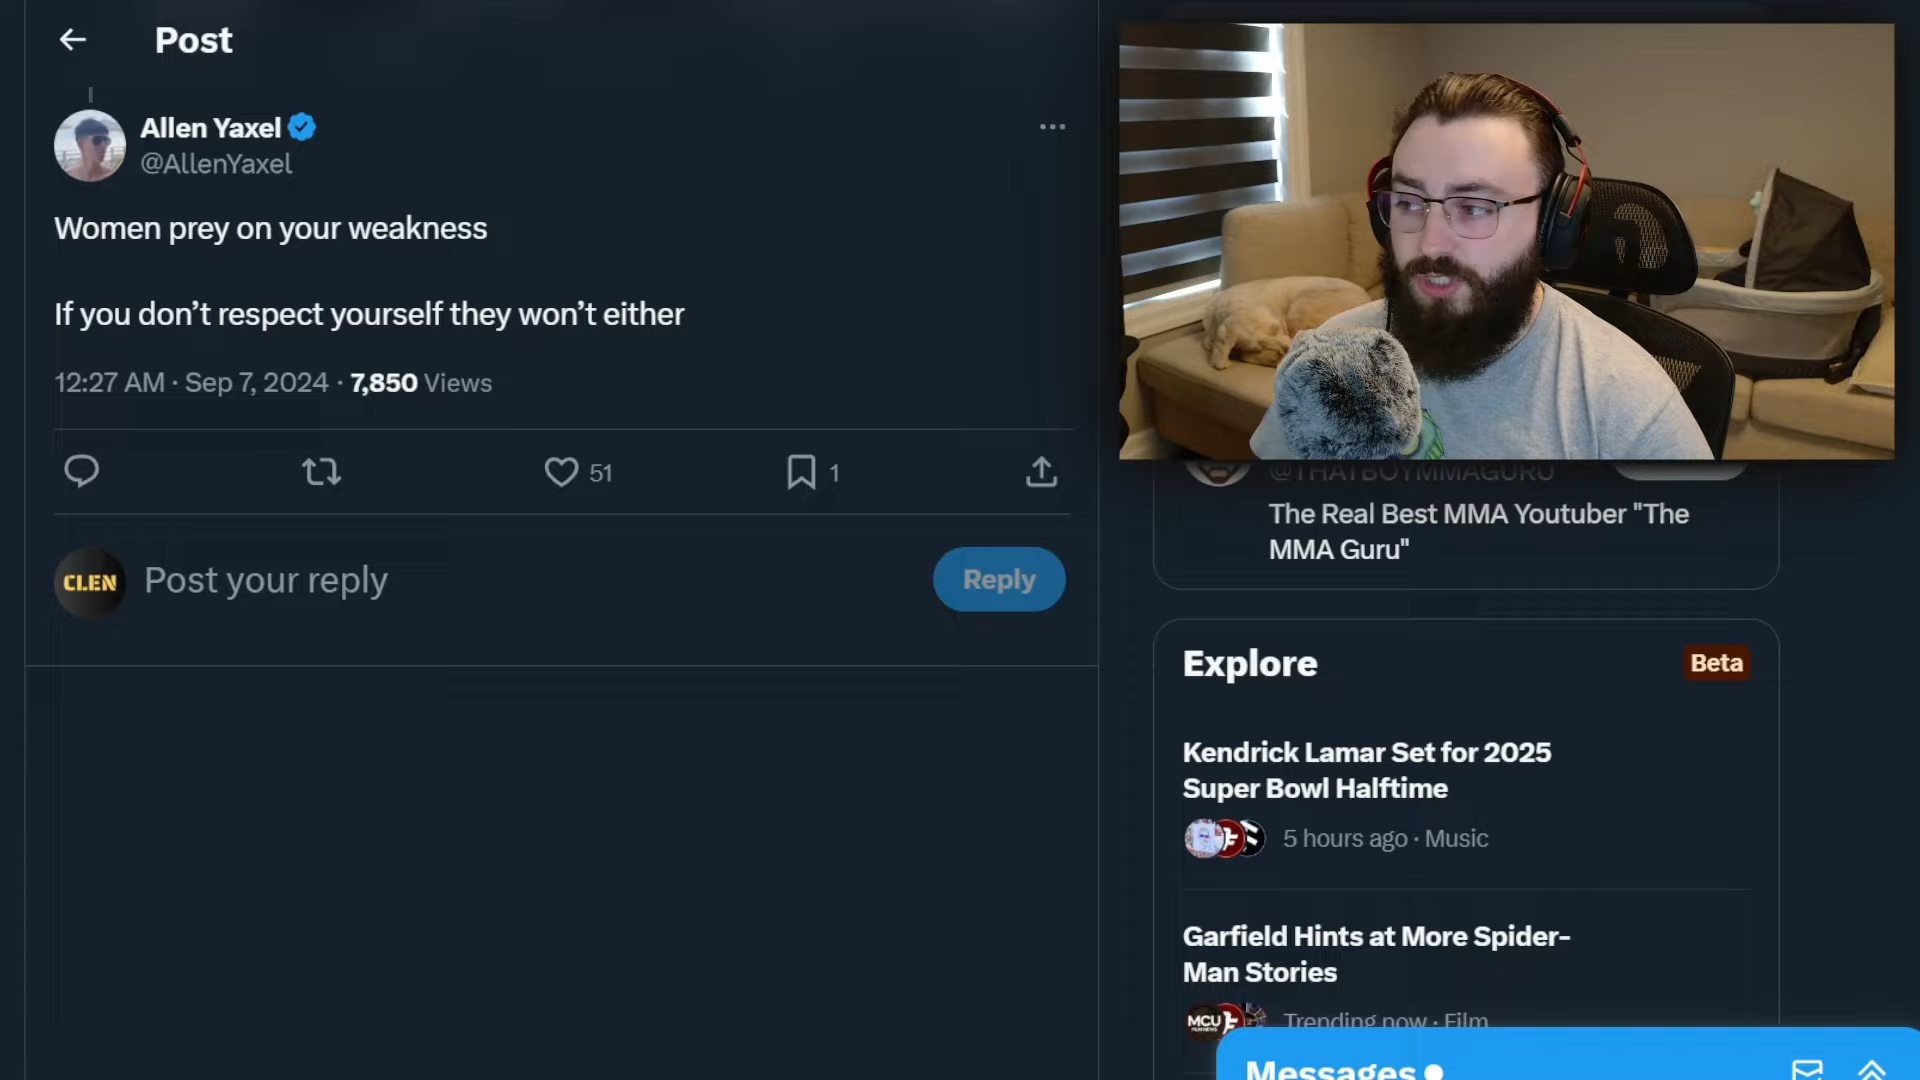 Post
Allen Yaxel
@AllenYaxel
Women prey on your weakness
If you don’t respect yourself they won’t either
12:27 AM · Sep 7, 2024 · 7,850 Views
51
1
CLEN
Post your reply
Reply
@THATBOYMMAGURU
The Real Best MMA Youtuber "The
MMA Guru"
Explore
Beta
Kendrick Lamar Set for 2025
Super Bowl Halftime
5 hours ago · Music
Garfield Hints at More Spider-
Man Stories
MCU
Trending now · Film
Messages